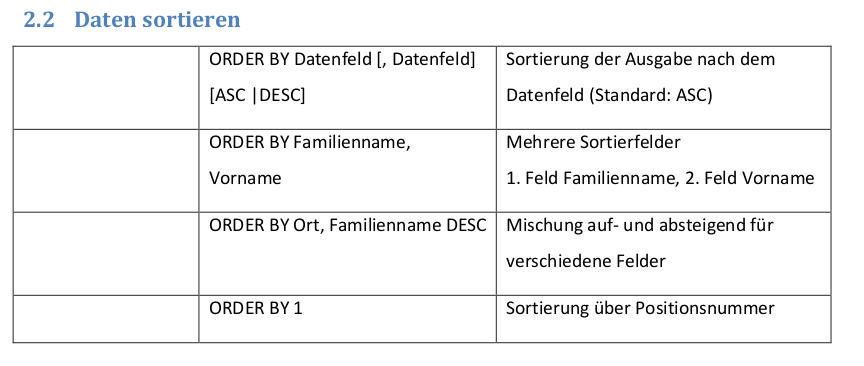 2.2 Daten sortieren
ORDER BY Datenfeld [, Datenfeld]
[ASC |DESC]
Sortierung der Ausgabe nach dem
Datenfeld (Standard: ASC)
ORDER BY Familienname,
Vorname
Mehrere Sortierfelder
1. Feld Familienname, 2. Feld Vorname
ORDER BY Ort, Familienname DESC
Mischung auf- und absteigend für
verschiedene Felder
ORDER BY 1
Sortierung über Positionsnummer